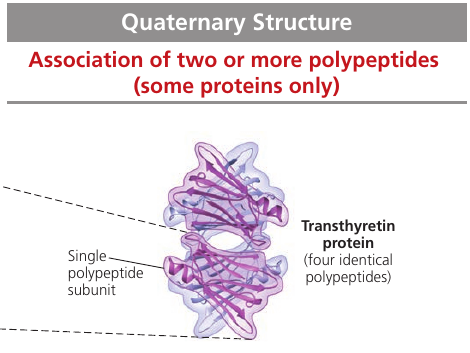 Quaternary Structure
Association of two or more polypeptides
(some proteins only)
Transthyretin
protein
(four identical
polypeptides)
Single
polypeptide
subunit